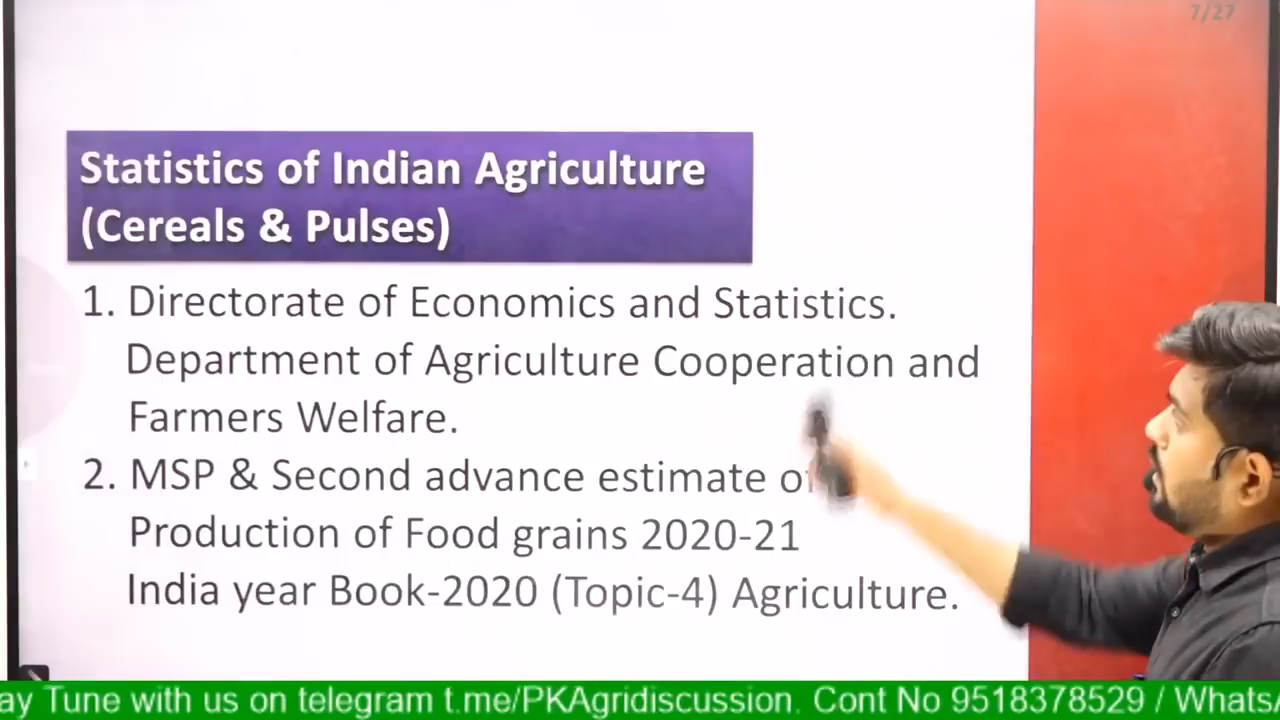 7/27
Statistics of Indian Agriculture
(Cereals & Pulses)
1. Directorate of Economics and Statistics.
Department of Agriculture Cooperation and
Farmers Welfare.
2. MSP & Second advance estimate of
Production of Food grains 2020-21
India year Book-2020 (Topic-4) Agriculture.
ay Tune with us on telegram t.me/PKAgridiscussion. Cont No 9518378529 / WhatsA